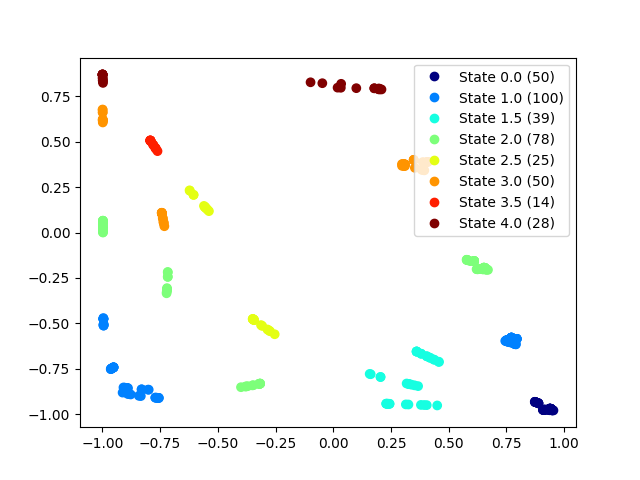 State 0.0 (50)
State 1.0 (100)
State 1.5 (39)
State 2.0 (78)
State 2.5 (25)
State 3.0 (50)
State 3.5 (14)
State 4.0 (28)
0.75
0.50
0.25
0.00
−0.25
−0.50
−0.75
−1.00
−1.00 −0.75 −0.50 −0.25 0.00 0.25 0.50 0.75 1.00